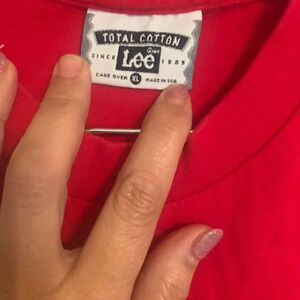 TOTAL COTTON
SINCE Lee 1889
CARE OVER XL MADE IN USA